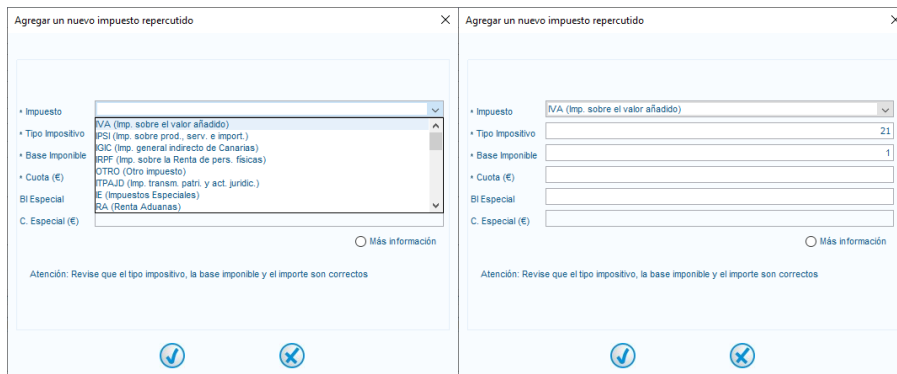 Agregar un nuevo impuesto repercutido
• Impuesto
IVA (Imp. sobre el valor añadido)
IPSI (Imp. sobre prod., serv. e import.)
IGIC (Imp. general indirecto de Canarias)
IRPF (Imp. sobre la Renta de pers. físicas)
OTRO (Otro impuesto)
ITPAJD (Imp. transm. patri. y act. juridic.)
IE (Impuestos Especiales)
RA (Renta Aduanas)
• Tipo Impositivo
• Base Imponible
• Cuota (€)
BI Especial
C. Especial (€)
Más información
Atención: Revise que el tipo impositivo, la base imponible y el importe son correctos
Agregar un nuevo impuesto repercutido
• Impuesto IVA (Imp. sobre el valor añadido)
• Tipo Impositivo 21
• Base Imponible 1
• Cuota (€)
BI Especial
C. Especial (€)
Más información
Atención: Revise que el tipo impositivo, la base imponible y el importe son correctos